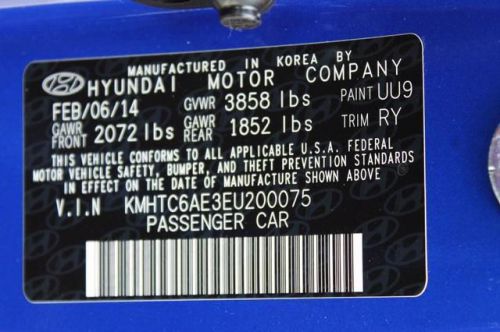 MANUFACTURED IN KOREA BY
HYUNDAI MOTOR COMPANY
FEB/06/14 GVWR 3858 lbs PAINT UU9
GAWR FRONT 2072 lbs GAWR REAR 1852 lbs TRIM RY
THIS VEHICLE CONFORMS TO ALL APPLICABLE U.S.A. FEDERAL
MOTOR VEHICLE SAFETY, BUMPER, AND THEFT PREVENTION STANDARDS
IN EFFECT ON THE DATE OF MANUFACTURE SHOWN ABOVE.
V.I.N KMHTC6AE3EU200075
PASSENGER CAR